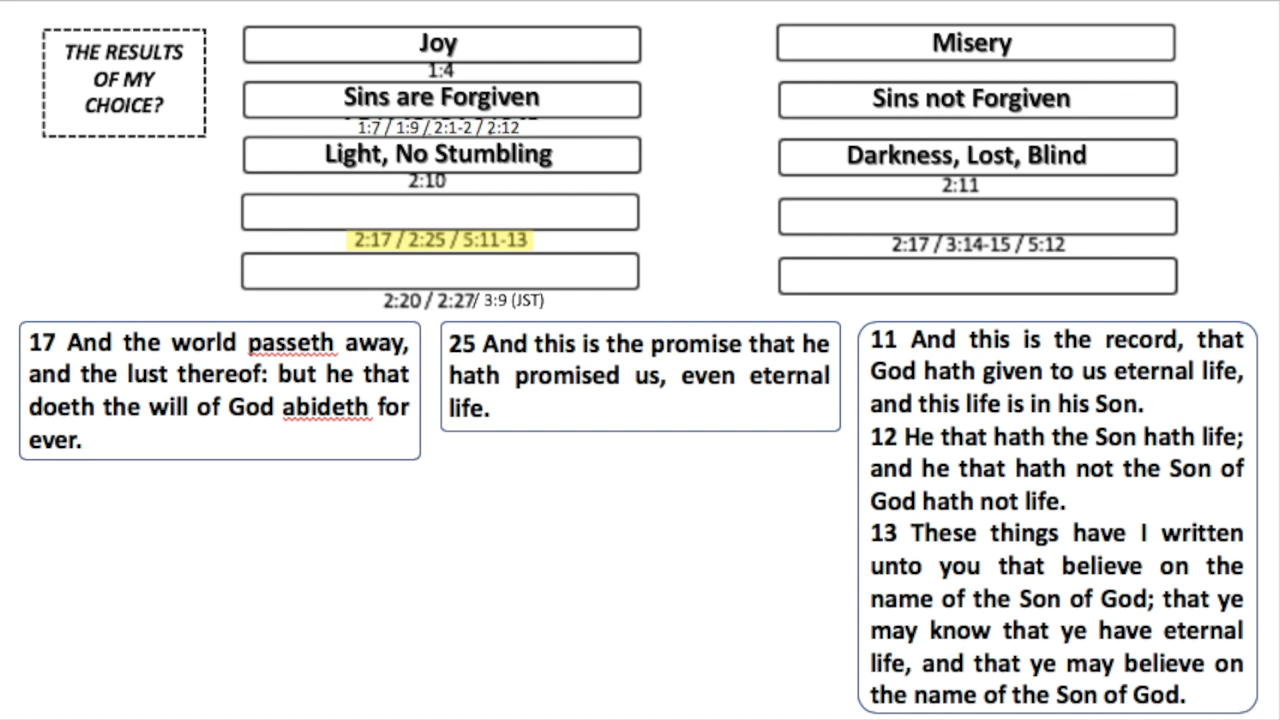 THE RESULTS
OF MY
CHOICE?
Joy
1:4
Sins are Forgiven
1:7 / 1:9 / 2:1-2 / 2:12
Light, No Stumbling
2:10
2:17 / 2:25 / 5:11-13
2:20 / 2:27/ 3:9 (JST)
Misery
Sins not Forgiven
Darkness, Lost, Blind
2:11
2:17 / 3:14-15 / 5:12
17 And the world passeth away,
and the lust thereof: but he that
doeth the will of God abideth for
ever.
25 And this is the promise that he
hath promised us, even eternal
life.
11 And this is the record, that
God hath given to us eternal life,
and this life is in his Son.
12 He that hath the Son hath life;
and he that hath not the Son of
God hath not life.
13 These things have I written
unto you that believe on the
name of the Son of God; that ye
may know that ye have eternal
life, and that ye may believe on
the name of the Son of God.